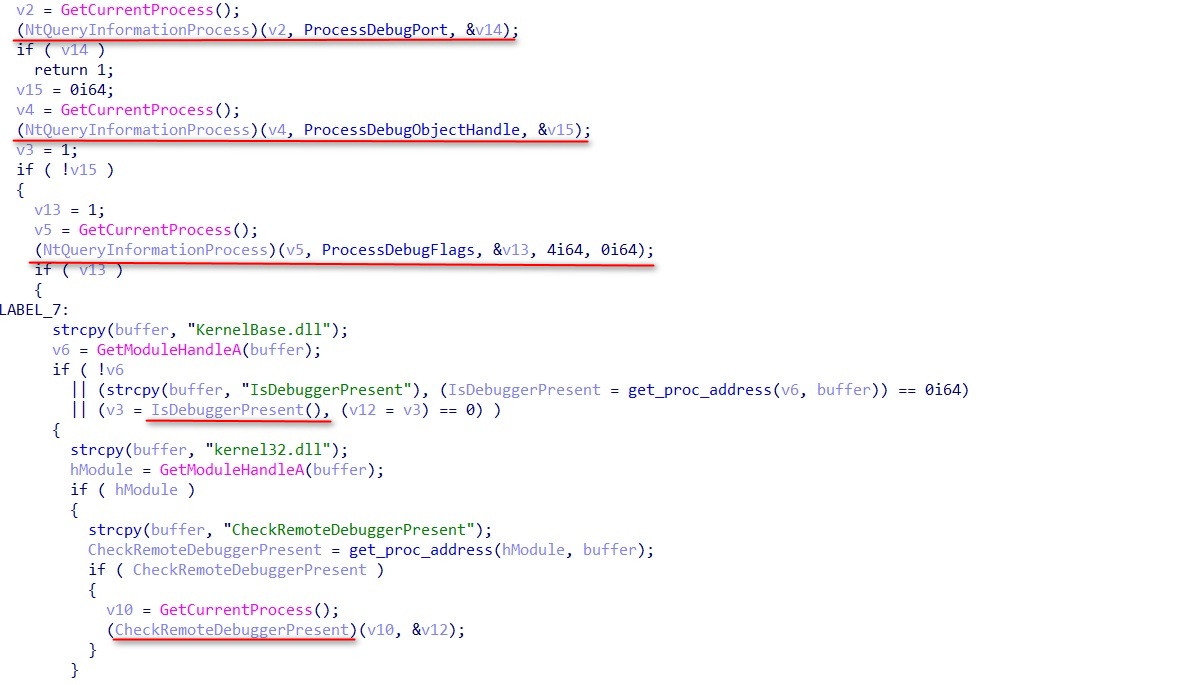 v2 = GetCurrentProcess();
(NtQueryInformationProcess)(v2, ProcessDebugPort, &v14);
if ( v14 )
return 1;
v15 = 0i64;
v4 = GetCurrentProcess();
(NtQueryInformationProcess)(v4, ProcessDebugObjectHandle, &v15);
v3 = 1;
if ( !v15 )
{
v13 = 1;
v5 = GetCurrentProcess();
(NtQueryInformationProcess)(v5, ProcessDebugFlags, &v13, 4i64, 0i64);
if ( v13 )
{
LABEL_7:
strcpy(buffer, "KernelBase.dll");
v6 = GetModuleHandleA(buffer);
if ( !v6
|| (strcpy(buffer, "IsDebuggerPresent"), (IsDebuggerPresent = get_proc_address(v6, buffer)) == 0i64)
|| (v3 = IsDebuggerPresent(), (v12 = v3) == 0) )
{
strcpy(buffer, "kernel32.dll");
hModule = GetModuleHandleA(buffer);
if ( hModule )
{
strcpy(buffer, "CheckRemoteDebuggerPresent");
CheckRemoteDebuggerPresent = get_proc_address(hModule, buffer);
if ( CheckRemoteDebuggerPresent )
{
v10 = GetCurrentProcess();
(CheckRemoteDebuggerPresent)(v10, &v12);
}
}